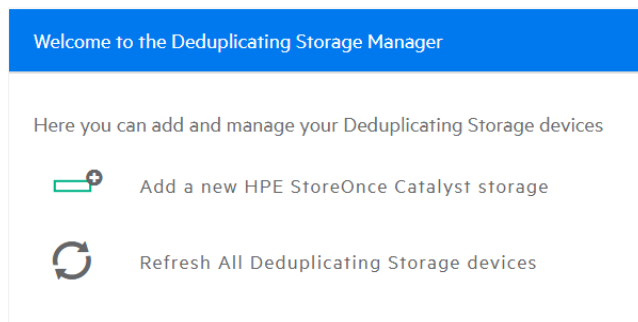 Welcome to the Deduplicating Storage Manager
Here you can add and manage your Deduplicating Storage devices
Add a new HPE StoreOnce Catalyst storage
Refresh All Deduplicating Storage devices